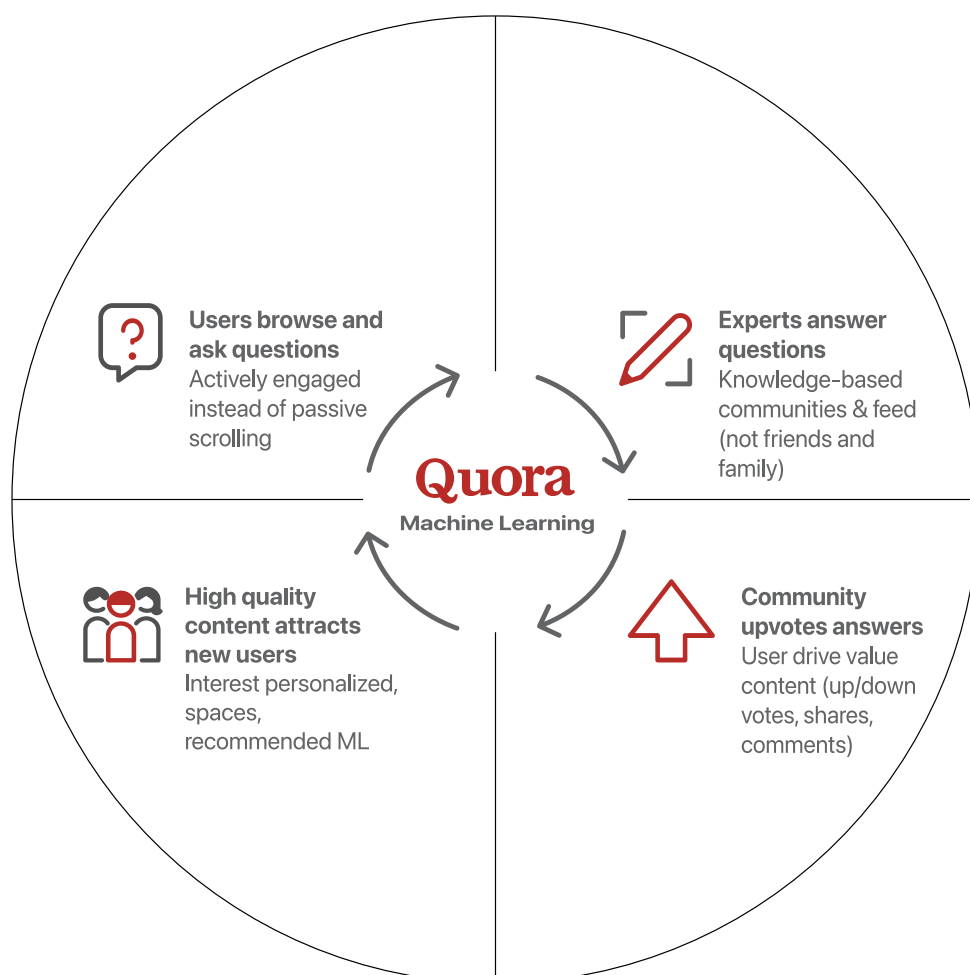 Users browse and
ask questions
Actively engaged
instead of passive
scrolling
Experts answer
questions
Knowledge-based
communities & feed
(not friends and
family)
Quora
Machine Learning
High quality
content attracts
new users
Interest personalized,
spaces,
recommended ML
Community
upvotes answers
User drive value
content (up/down
votes, shares,
comments)